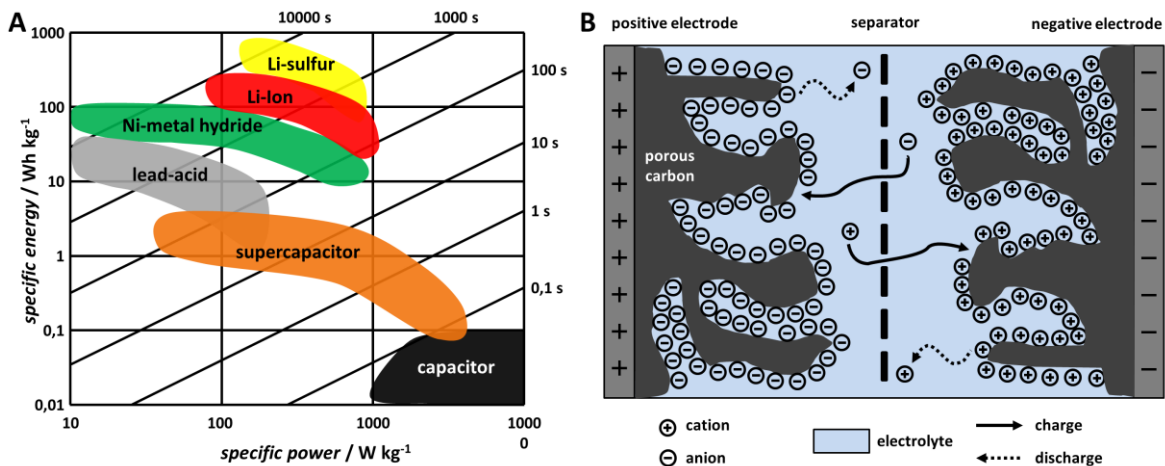 A
10000 s
1000 s
1000
100
10
1
0,1
0,01
specific energy / Wh kg-1
Li-sulfur
Li-Ion
Ni-metal hydride
lead-acid
supercapacitor
capacitor
100 s
10 s
1 s
0,1 s
10
100
1000
1000
0
specific power / W kg-1
B
positive electrode
separator
negative electrode
porous
carbon
cation
anion
electrolyte
charge
discharge